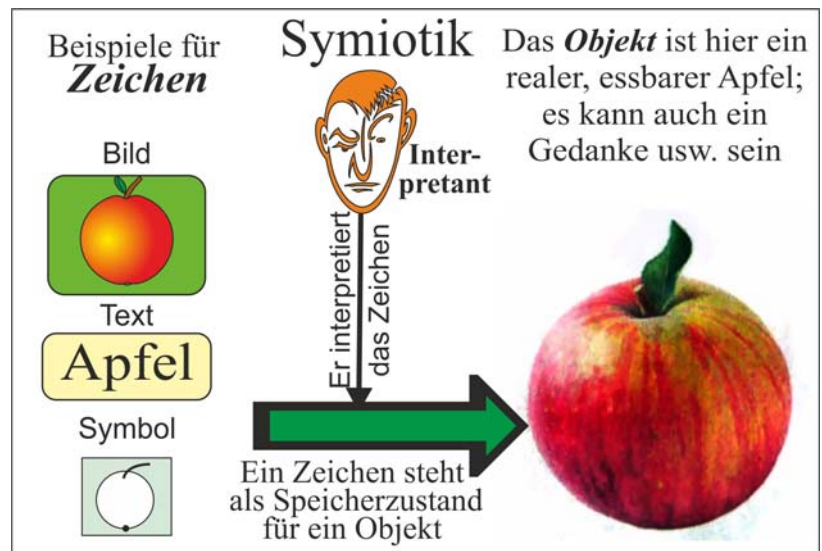 Beispiele für
Zeichen
Bild
Text
Apfel
Symbol
Symiotik
Inter-
pretant
Er interpretiert
das Zeichen
Ein Zeichen steht
als Speicherzustand
für ein Objekt
Das Objekt ist hier ein
realer, essbarer Apfel;
es kann auch ein
Gedanke usw. sein